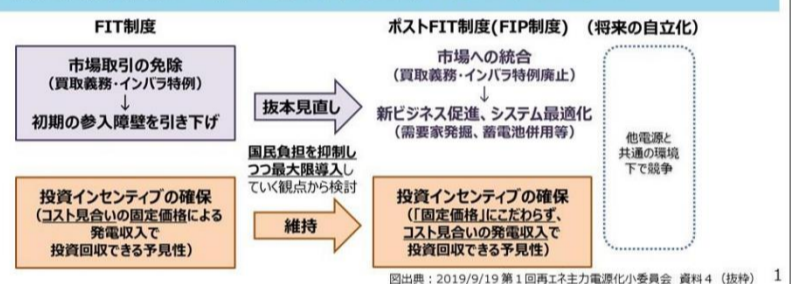 FIT制度
ポストFIT制度(FIP制度)
(将来の自立化)
市場取引の免除
(買取義務・インバラ特例)
↓
初期の参入障壁を引き下げ
抜本見直し
市場への統合
(買取義務・インバラ特例廃止)
↓
新ビジネス促進、システム最適化
(需要家発掘、蓄電池併用等)
国民負担を抑制し
つつ最大限導入し
ていく観点から検討
他電源と
共通の環境
下で競争
投資インセンティブの確保
(コスト見合いの固定価格による
発電収入で
投資回収できる予見性)
維持
投資インセンティブの確保
(「固定価格」にこだわらず、
コスト見合いの発電収入で
投資回収できる予見性)
図出典:2019/9/19 第1回再エネ主力電源化小委員会 資料4(抜粋)
1